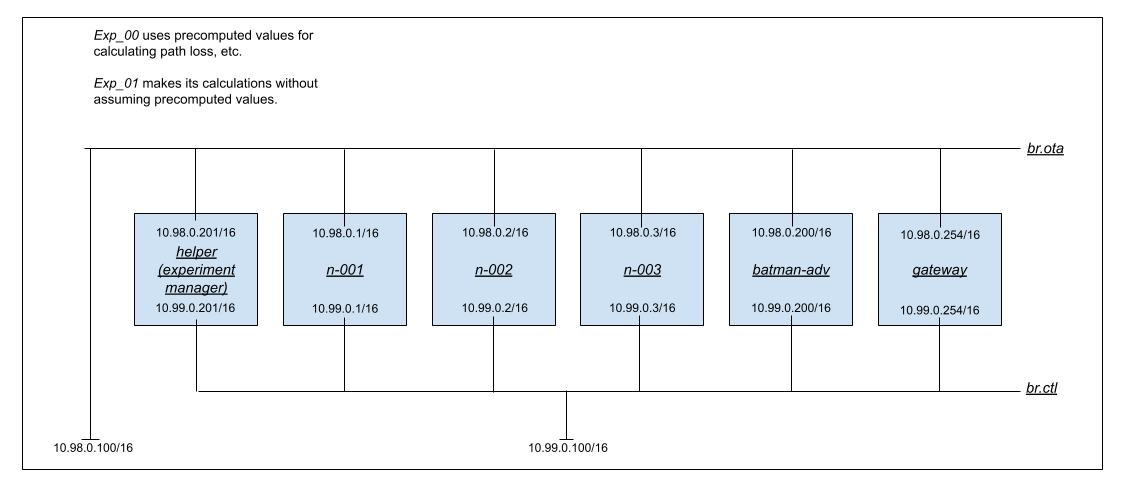 Exp_00 uses precomputed values for
calculating path loss, etc.
Exp_01 makes its calculations without
assuming precomputed values.
br.ota
10.98.0.201/16
helper
(experiment
manager)
10.99.0.201/16
10.98.0.1/16
n-001
10.99.0.1/16
10.98.0.2/16
n-002
10.99.0.2/16
10.98.0.3/16
n-003
10.99.0.3/16
10.98.0.200/16
batman-adv
10.99.0.200/16
10.98.0.254/16
gateway
10.99.0.254/16
br.ctl
10.98.0.100/16
10.99.0.100/16